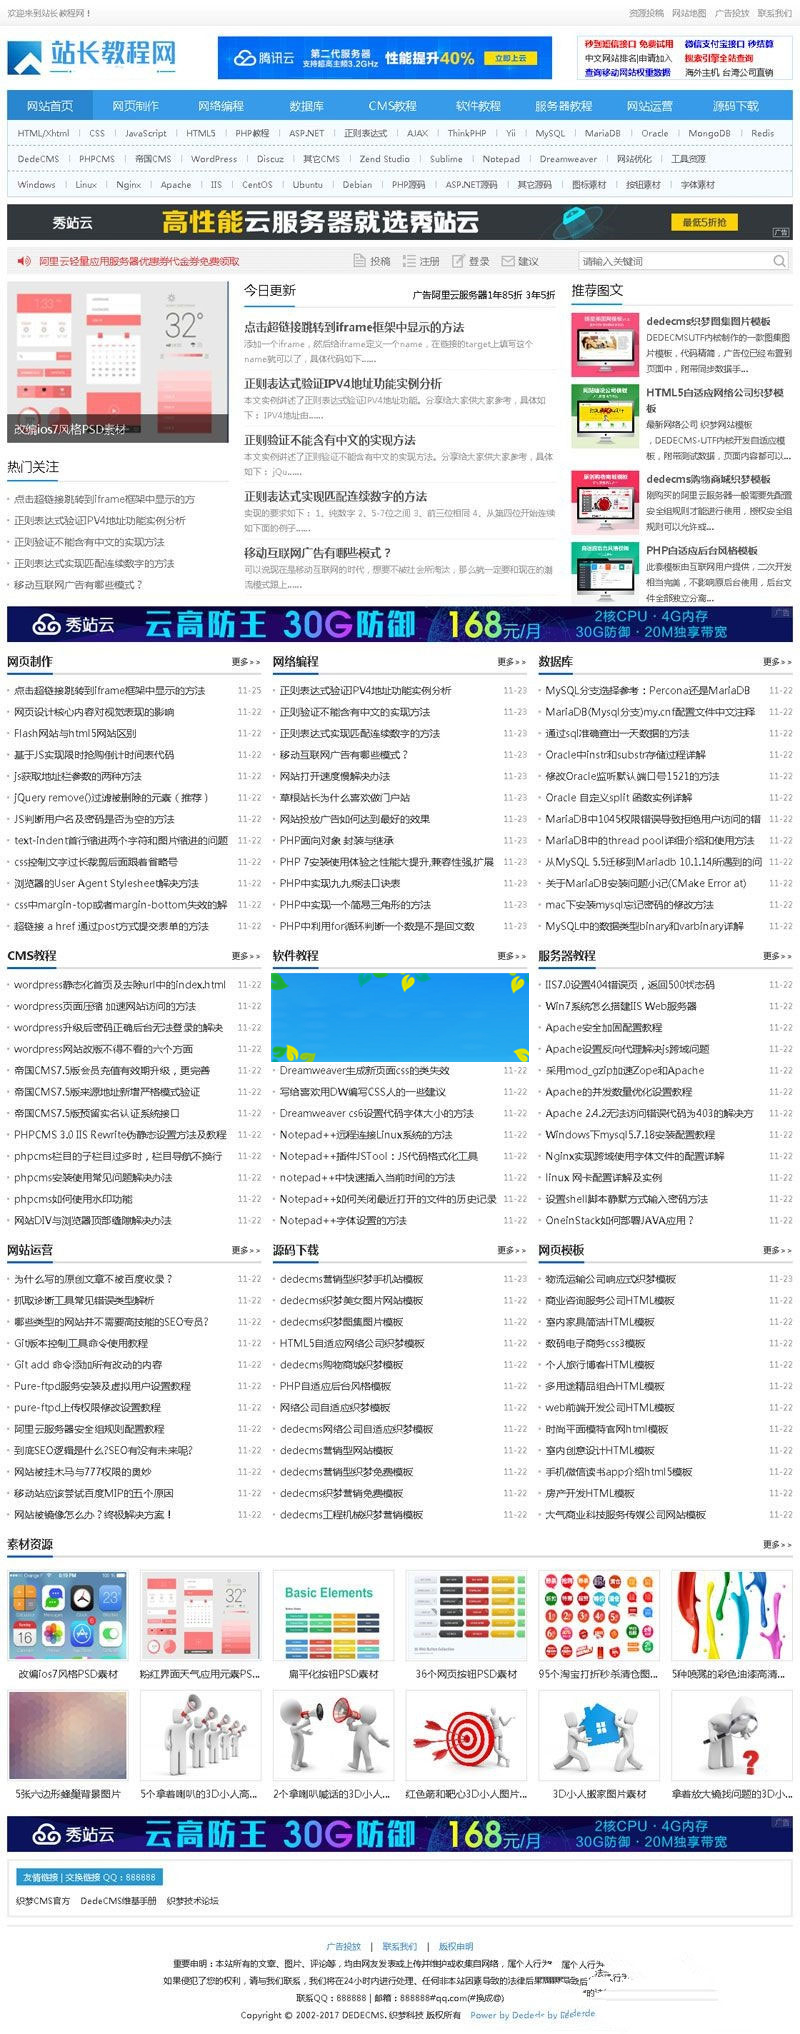 欢迎来到站长教程网！
资源投稿 网站地图 广告投放 联系我们
站长教程网
腾讯云 第二代服务器 支持超高主频3.2GHz 性能提升40% 立即上云
秒到短信接口 免费试用 微信支付宝接口 秒结算
中文网站排名|申请加入 搜索引擎全站查询
查询移动网站权重数据 海外主机 台湾公司直销
网站首页 网页制作 网络编程 数据库 CMS教程 软件教程 服务器教程 网站运营 源码下载
HTML/Xhtml CSS JavaScript HTML5 PHP教程 ASP.NET 正则表达式 AJAX ThinkPHP Yii MySQL MariaDB Oracle MongoDB Redis
DedeCMS PHPCMS 帝国CMS WordPress Discuz 其它CMS Zend Studio Sublime Notepad Dreamweaver 网站优化 工具资源
Windows Linux Nginx Apache IIS CentOS Ubuntu Debian PHP源码 ASP.NET源码 其它源码 图标素材 按钮素材 字体素材
秀站云 高性能云服务器就选秀站云 最低5折抢 广告
阿里云轻量应用服务器优惠券代金券免费领取 投稿 注册 登录 建议 请输入关键词
改编ios7风格PSD素材
热门关注
点击超链接跳转到iframe框架中显示的方
正则表达式验证IPV4地址功能实例分析
正则验证不能含有中文的实现方法
正则表达式实现匹配连续数字的方法
移动互联网广告有哪些模式？
今日更新 广告阿里云服务器1年85折 3年5折
点击超链接跳转到iframe框架中显示的方法
添加一个iframe，然后给iframe定义一个name，在链接的target上填写这个
name就可以了，具体代码如下......
正则表达式验证IPV4地址功能实例分析
本文实例讲述了正则表达式验证IPV4地址功能。分享给大家供大家参考，具体如
下： IPV4地址由......
正则验证不能含有中文的实现方法
本文实例讲述了正则验证不能含有中文的实现方法。分享给大家供大家参考，具体
如下： jQu......
正则表达式实现匹配连续数字的方法
实现的要求如下： 1、纯数字 2、5-7位之间 3、前三位相同 4、从第四位开始连续
如下面的例子......
移动互联网广告有哪些模式？
可以说现在是移动互联网的时代，想要不被社会所淘汰，那么就一定要和现在的潮
流模式跟上......
推荐图文
dedecms织梦图集图片模板
DEDECMSUTF内核制作的一款图集图
片模板，代码精简，广告位已经布置到
页面中，附带同步数据手...
HTML5自适应网络公司织梦模
板
最新网络公司 织梦网站模板
，DEDECMS-UTF内核开发自适应模
板，附带测试数据，页面内容都可以...
dedecms购物商城织梦模板
刚购买的阿里云服务器一般需要先配置
安全组规则才能进行使用，授权安全组
规则可以允许或...
PHP自适应后台风格模板
此套模板由互联网用户提供，二次开发
相当完美，不影响原后台使用，后台文
件全部独立分离...
秀站云 云高防王 30G防御 168元/月 2核CPU · 4G内存 30G防御 · 20M独享带宽 广告
网页制作 更多>>
点击超链接跳转到iframe框架中显示的方法 11-25
网页设计核心内容对视觉表现的影响 11-22
Flash网站与html5网站区别 11-22
基于JS实现限时抢购倒计时间表代码 11-22
Js获取地址栏参数的两种方法 11-22
jQuery remove()过滤被删除的元素（推荐） 11-22
JS判断用户名及密码是否为空的方法 11-22
text-indent首行缩进两个字符和图片缩进的问题 11-22
css控制文字过长裁剪后面跟着省略号 11-22
浏览器的User Agent Stylesheet解决方法 11-22
css中margin-top或者margin-bottom失效的解 11-22
超链接 a href 通过post方式提交表单的方法 11-22
网络编程 更多>>
正则表达式验证IPV4地址功能实例分析 11-23
正则验证不能含有中文的实现方法 11-23
正则表达式实现匹配连续数字的方法 11-23
移动互联网广告有哪些模式？ 11-23
网站打开速度慢解决办法 11-23
草根站长为什么喜欢做门户站 11-23
网站投放广告如何达到最好的效果 11-23
PHP面向对象 封装与继承 11-23
PHP 7安装使用体验之性能大提升,兼容性强,扩展 11-23
PHP中实现九九乘法口诀表 11-23
PHP中实现一个简易三角形的方法 11-23
PHP中利用for循环判断一个数是不是回文数 11-23
数据库 更多>>
MySQL分支选择参考：Percona还是MariaDB 11-22
MariaDB(Mysql分支)my.cnf配置文件中文注释 11-22
通过sql准确查出一天数据的方法 11-22
Oracle中instr和substr存储过程详解 11-22
修改Oracle监听默认端口号1521的方法 11-22
Oracle 自定义split 函数实例详解 11-22
MariaDB中1045权限错误导致拒绝用户访问的错 11-22
MariaDB中的thread pool详细介绍和使用方法 11-22
从MySQL 5.5迁移到Mariadb 10.1.14所遇到的问 11-22
关于MariaDB安装问题小记(CMake Error at) 11-22
mac下安装mysql忘记密码的修改方法 11-22
MySQL中的数据类型binary和varbinary详解 11-22
CMS教程 更多>>
wordpress静态化首页及去除url中的index.html 11-22
wordpress页面压缩 加速网站访问的方法 11-22
wordpress升级后密码正确后台无法登录的解决 11-22
wordpress网站改版不得不看的六个方面 11-22
帝国CMS7.5版会员充值有效期升级，更完善 11-22
帝国CMS7.5版来源地址新增严格模式验证 11-22
帝国CMS7.5版预留实名认证系统接口 11-22
PHPCMS 3.0 IIS Rewrite伪静态设置方法及教程 11-22
phpcms栏目的子栏目过多时，栏目导航不换行 11-22
phpcms安装使用常见问题解决办法 11-22
phpcms如何使用水印功能 11-22
网站DIV与浏览器顶部缝隙解决办法 11-22
软件教程 更多>>
Dreamweaver生成新页面css的类失效 11-22
写给喜欢用DW编写CSS人的一些建议 11-22
Dreamweaver cs6设置代码字体大小的方法 11-22
Notepad++远程连接Linux系统的方法 11-22
Notepad++插件JSTool：JS代码格式化工具 11-22
notepad++中快速插入当前时间的方法 11-22
Notepad++如何关闭最近打开的文件的历史记录 11-22
Notepad++字体设置的方法 11-22
服务器教程 更多>>
IIS7.0设置404错误页，返回500状态码 11-22
Win7系统怎么搭建IIS Web服务器 11-22
Apache安全加固配置教程 11-22
Apache设置反向代理解决js跨域问题 11-22
采用mod_gzip加速Zope和Apache 11-22
Apache的并发数量优化设置教程 11-22
Apache 2.4.2无法访问错误代码为403的解决方 11-22
Windows下mysql5.7.18安装配置教程 11-22
Nginx实现跨域使用字体文件的配置详解 11-22
linux 网卡配置详解及实例 11-22
设置shell脚本静默方式输入密码方法 11-22
OneinStack如何部署JAVA应用？ 11-22
网站运营 更多>>
为什么写的原创文章不被百度收录？ 11-22
抓取诊断工具常见错误类型解析 11-22
哪些类型的网站并不需要高技能的SEO专员? 11-22
Git版本控制工具命令使用教程 11-22
Git add 命令添加所有改动的内容 11-22
Pure-ftpd服务安装及虚拟用户设置教程 11-22
pure-ftpd上传权限修改设置教程 11-22
阿里云服务器安全组规则配置教程 11-22
到底SEO逻辑是什么?SEO有没有未来呢? 11-22
网站被挂木马与777权限的奥妙 11-22
移动站应该尝试百度MIP的五个原因 11-22
网站被镜像怎么办？终极解决方案！ 11-22
源码下载 更多>>
dedecms营销型织梦手机站模板 11-23
dedecms织梦美女图片网站模板 11-22
dedecms织梦图集图片模板 11-22
HTML5自适应网络公司织梦模板 11-22
dedecms购物商城织梦模板 11-22
PHP自适应后台风格模板 11-22
网络公司自适应织梦模板 11-22
dedecms网络公司自适应织梦模板 11-22
dedecms营销型网站模板 11-22
dedecms营销型织梦免费模板 11-22
dedecms织梦营销免费模板 11-22
dedecms工程机械织梦营销模板 11-22
网页模板 更多>>
物流运输公司响应式织梦模板 11-23
商业咨询服务公司HTML模板 11-22
室内家具简洁HTML模板 11-22
数码电子商务css3模板 11-22
个人旅行博客HTML模板 11-22
多用途精品组合HTML模板 11-22
web前端开发公司HTML模板 11-22
时尚平面模特官网html模板 11-22
室内创意设计HTML模板 11-22
手机微信读书app介绍html5模板 11-22
房产开发HTML模板 11-22
大气商业科技服务传媒公司网站模板 11-22
素材资源 更多>>
Basic Elements
改编ios7风格PSD素材 粉红界面天气应用元素PS... 扁平化按钮PSD素材 36个网页按钮PSD素材 95个淘宝打折秒杀清仓图... 5种喷溅的彩色油漆高清...
5张六边形蜂巢背景图片 5个拿着喇叭的3D小人高... 2个拿喇叭喊话的3D小人... 红色箭和靶心3D小人图片... 3D小人搬家图片素材 拿着放大镜找问题的3D小...
秀站云 云高防王 30G防御 168元/月 2核CPU · 4G内存 30G防御 · 20M独享带宽 广告
友情链接 | 交换链接 QQ：888888
织梦CMS官方 DedeCMS维基手册 织梦技术论坛
广告投放 | 联系我们 | 版权申明
重要申明：本站所有的文章、图片、评论等，均由网友发表或上传并维护或收集自网络，属个人行为
如果侵犯了您的权利，请与我们联系，我们将在24小时内进行处理、任何非本站因素导致的法律后果
联系QQ：888888 | 邮箱：888888#qq.com(#换成@)
Copyright © 2002-2017 DEDECMS. 织梦科技 版权所有 Power by DedeCms